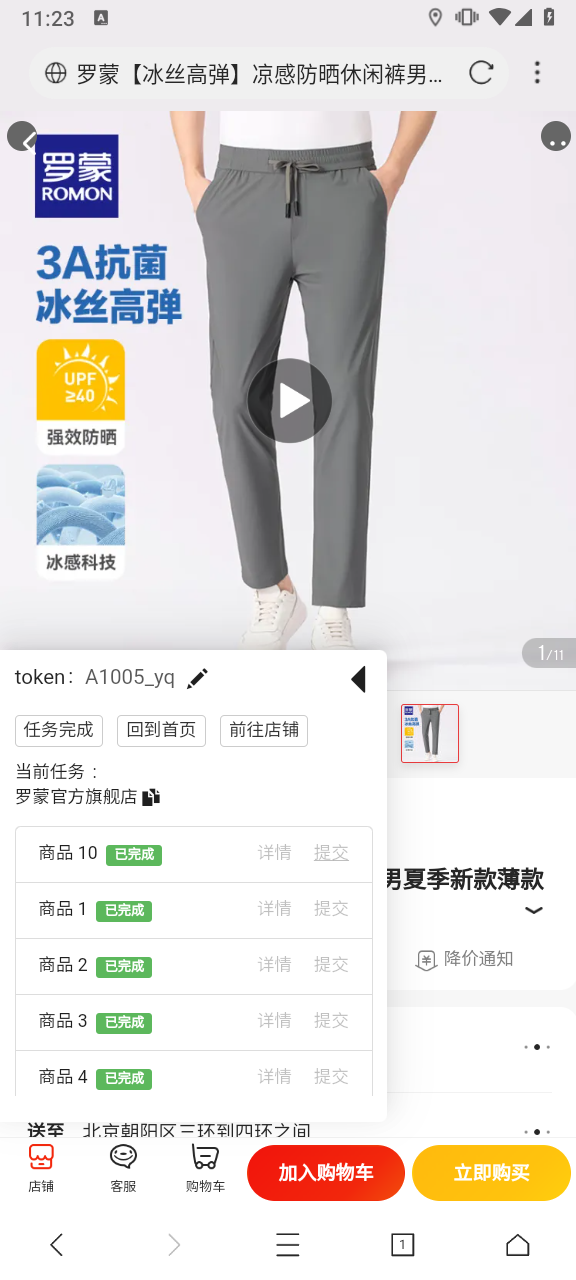 11:23
A
罗蒙【冰丝高弹】凉感防晒休闲裤男...
罗蒙
ROMON
3A抗菌
冰丝高弹
UPF
≥40
强效防晒
冰感科技
1/11
token： A1005_yq
任务完成 回到首页 前往店铺
当前任务：
罗蒙官方旗舰店
商品 10 已完成 详情 提交
商品 1 已完成 详情 提交
商品 2 已完成 详情 提交
商品 3 已完成 详情 提交
商品 4 已完成 详情 提交
男夏季新款薄款
降价通知
送至 北京朝阳区三环到四环之间
店铺 客服 购物车 加入购物车 立即购买
1